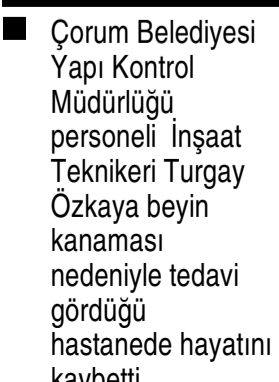 Çorum Belediyesi
Yapı Kontrol
Müdürlüğü
personeli İnşaat
Teknikeri Turgay
Özkaya beyin
kanaması
nedeniyle tedavi
gördüğü
hastanede hayatını
kaybetti